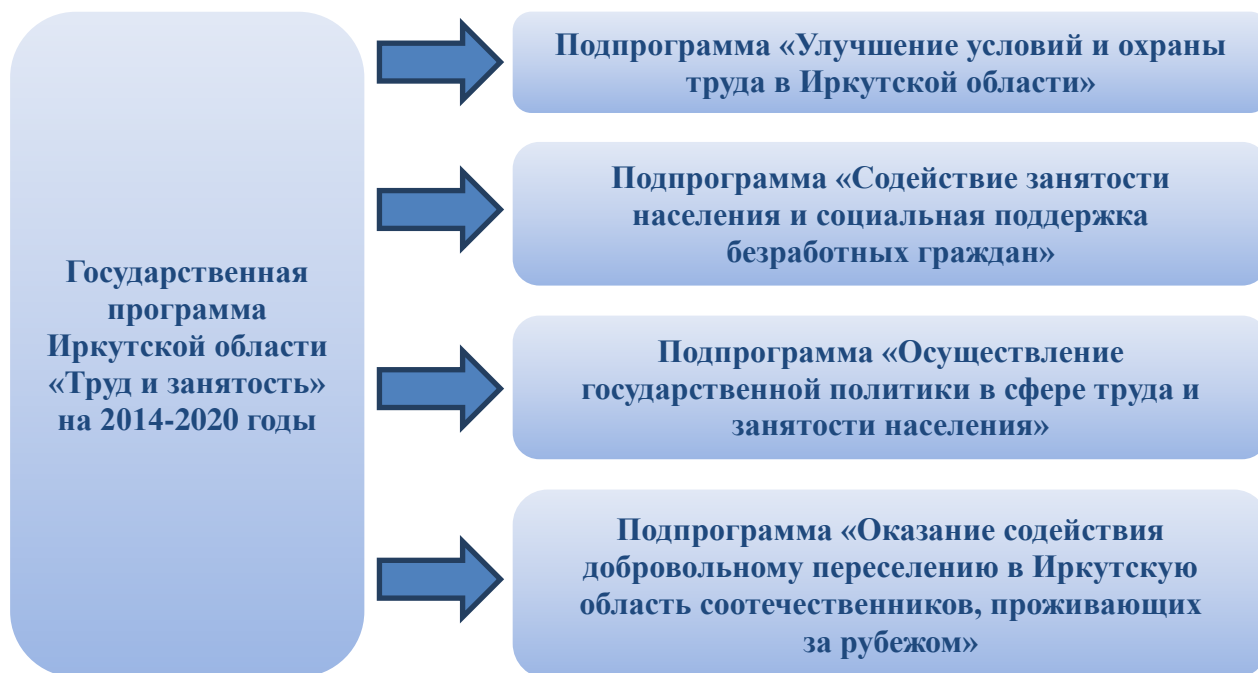 Государственная
программа
Иркутской области
«Труд и занятость»
на 2014-2020 годы
Подпрограмма «Улучшение условий и охраны
труда в Иркутской области»
Подпрограмма «Содействие занятости
населения и социальная поддержка
безработных граждан»
Подпрограмма «Осуществление
государственной политики в сфере труда и
занятости населения»
Подпрограмма «Оказание содействия
добровольному переселению в Иркутскую
область соотечественников, проживающих
за рубежом»